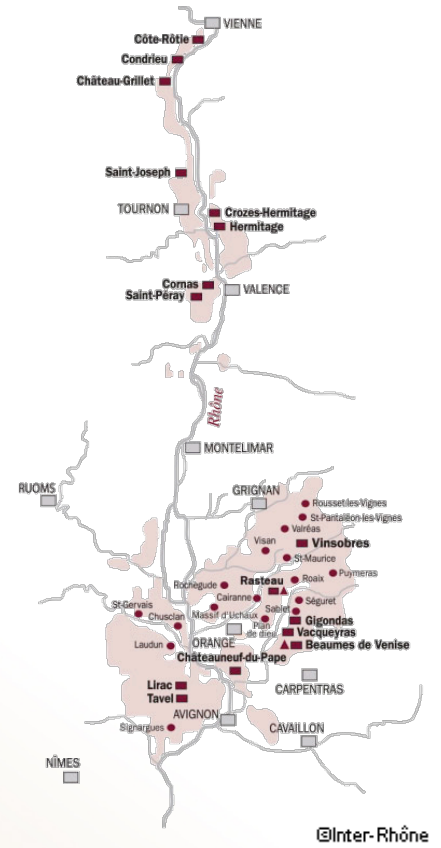 VIENNE
Côte-Rôtie
Condrieu
Château-Grillet
Saint-Joseph
TOURNON
Crozes-Hermitage
Hermitage
Cornas
Saint-Péray
VALENCE
Rhône
MONTELIMAR
RUOMS
GRIGNAN
Rousset-les-Vignes
St-Pantaléon-les-Vignes
Valréas
Visan
Vinsobres
St-Maurice
Rochegude
Rasteau
Roaix
Puymeras
Cairanne
St-Gervais
Massif d'Uchaux
Sablet
Séguret
Chusclan
Plan
de dieu
Gigondas
Vacqueyras
Laudun
ORANGE
Beaumes de Venise
Châteauneuf-du-Pape
Lirac
Tavel
CARPENTRAS
AVIGNON
Signargues
CAVAILLON
NÎMES
©Inter-Rhône